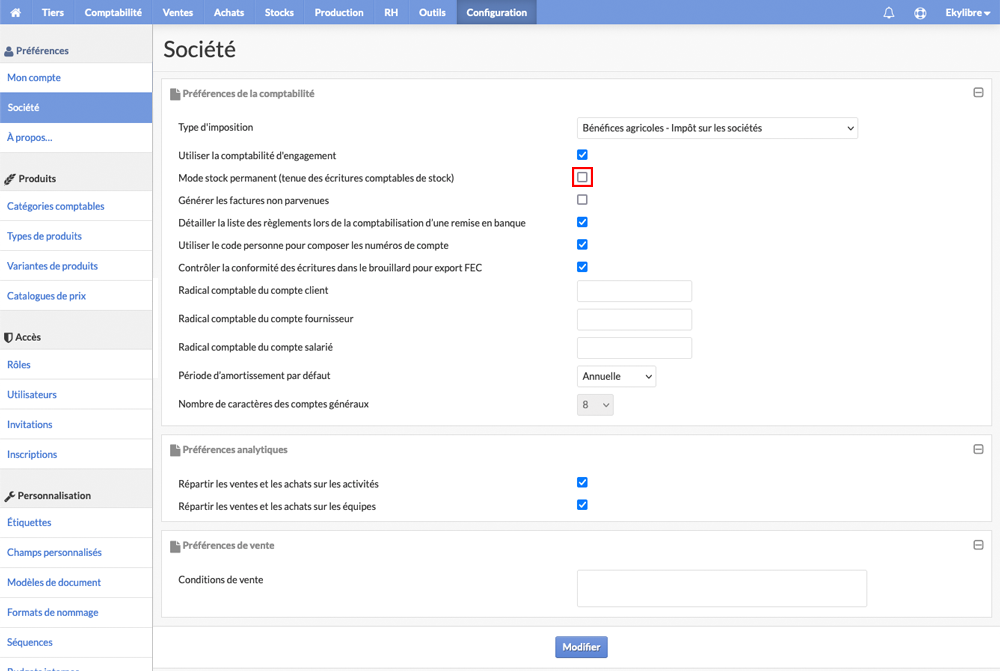 Tiers Comptabilité Ventes Achats Stocks Production RH Outils Configuration Ekylibre
Préférences
Mon compte
Société
À propos...
Produits
Catégories comptables
Types de produits
Variantes de produits
Catalogues de prix
Accès
Rôles
Utilisateurs
Invitations
Inscriptions
Personnalisation
Étiquettes
Champs personnalisés
Modèles de document
Formats de nommage
Séquences
Budgets internes
Société
Préférences de la comptabilité
Type d'imposition Bénéfices agricoles - Impôt sur les sociétés
Utiliser la comptabilité d'engagement
Mode stock permanent (tenue des écritures comptables de stock)
Générer les factures non parvenues
Détailler la liste des règlements lors de la comptabilisation d'une remise en banque
Utiliser le code personne pour composer les numéros de compte
Contrôler la conformité des écritures dans le brouillard pour export FEC
Radical comptable du compte client
Radical comptable du compte fournisseur
Radical comptable du compte salarié
Période d'amortissement par défaut Annuelle
Nombre de caractères des comptes généraux 8
Préférences analytiques
Répartir les ventes et les achats sur les activités
Répartir les ventes et les achats sur les équipes
Préférences de vente
Conditions de vente
Modifier